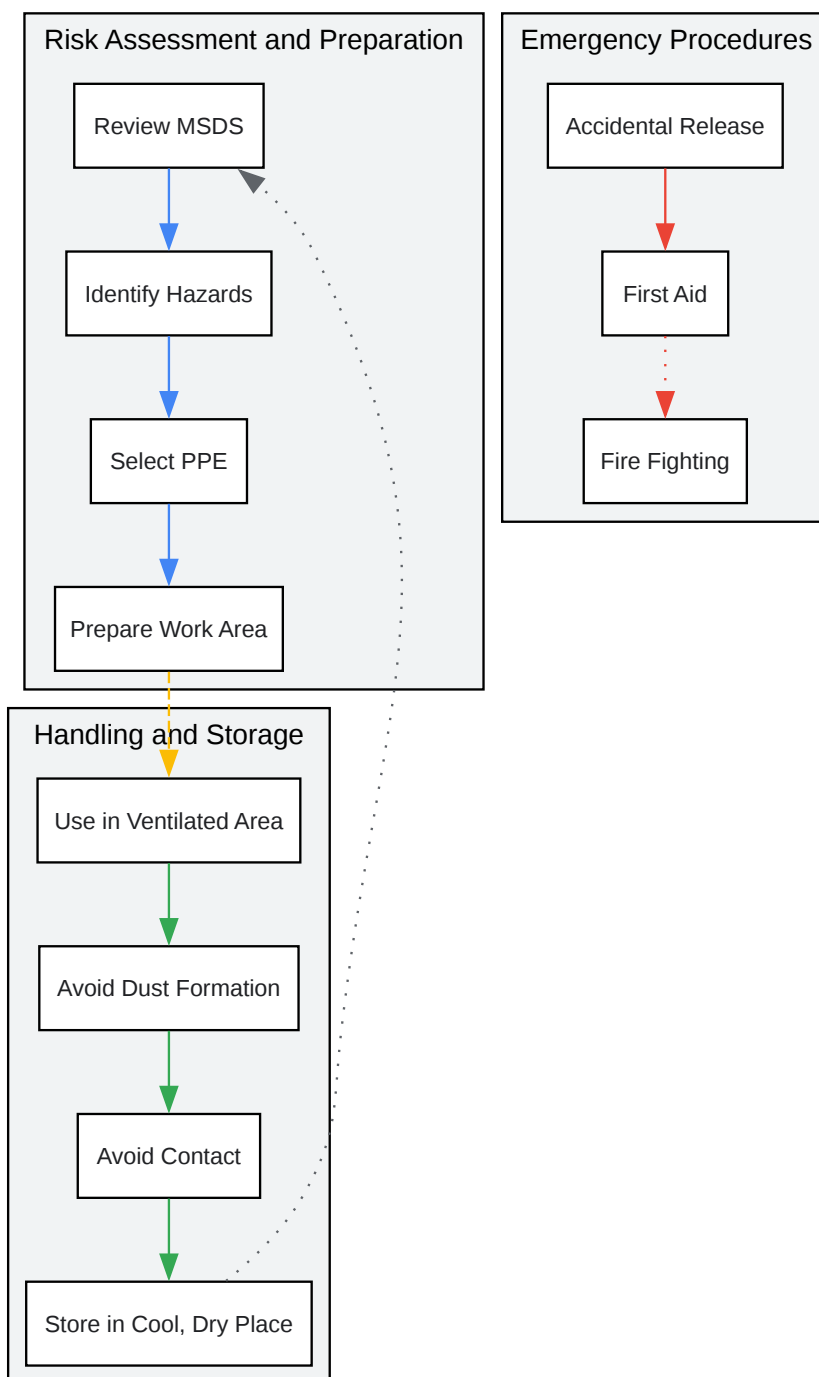 Risk Assessment and Preparation
Review MSDS
Identify Hazards
Select PPE
Prepare Work Area
Emergency Procedures
Accidental Release
First Aid
Fire Fighting
Handling and Storage
Use in Ventilated Area
Avoid Dust Formation
Avoid Contact
Store in Cool, Dry Place